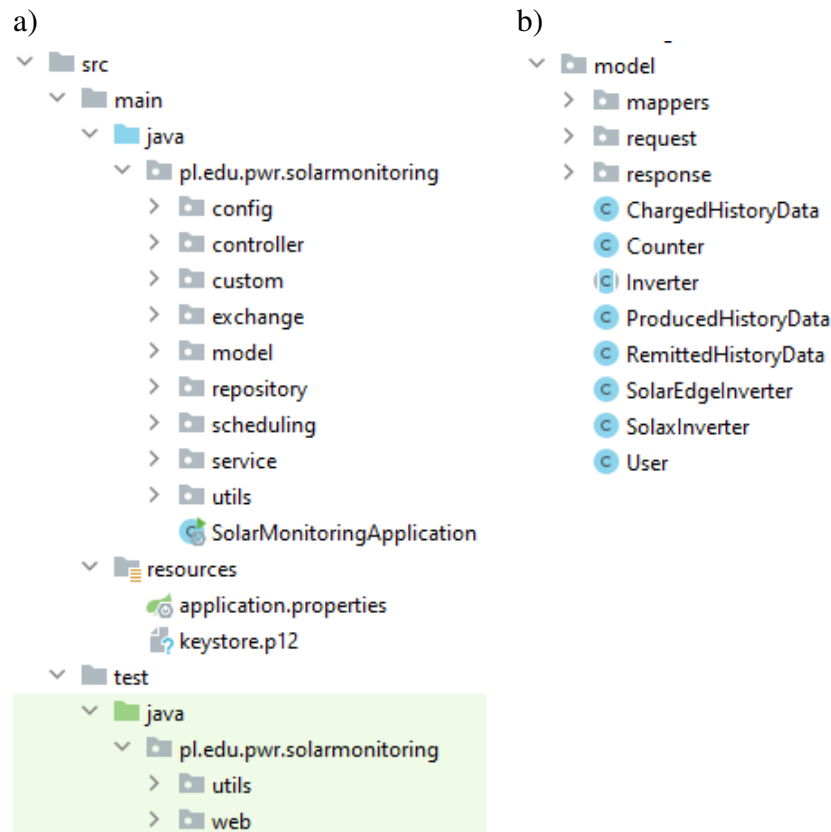 a)
src
main
java
pl.edu.pwr.solarmonitoring
config
controller
custom
exchange
model
repository
scheduling
service
utils
SolarMonitoringApplication
resources
application.properties
keystore.p12
test
java
pl.edu.pwr.solarmonitoring
utils
web
b)
model
mappers
request
response
ChargedHistoryData
Counter
Inverter
ProducedHistoryData
RemittedHistoryData
SolarEdgeInverter
SolaxInverter
User